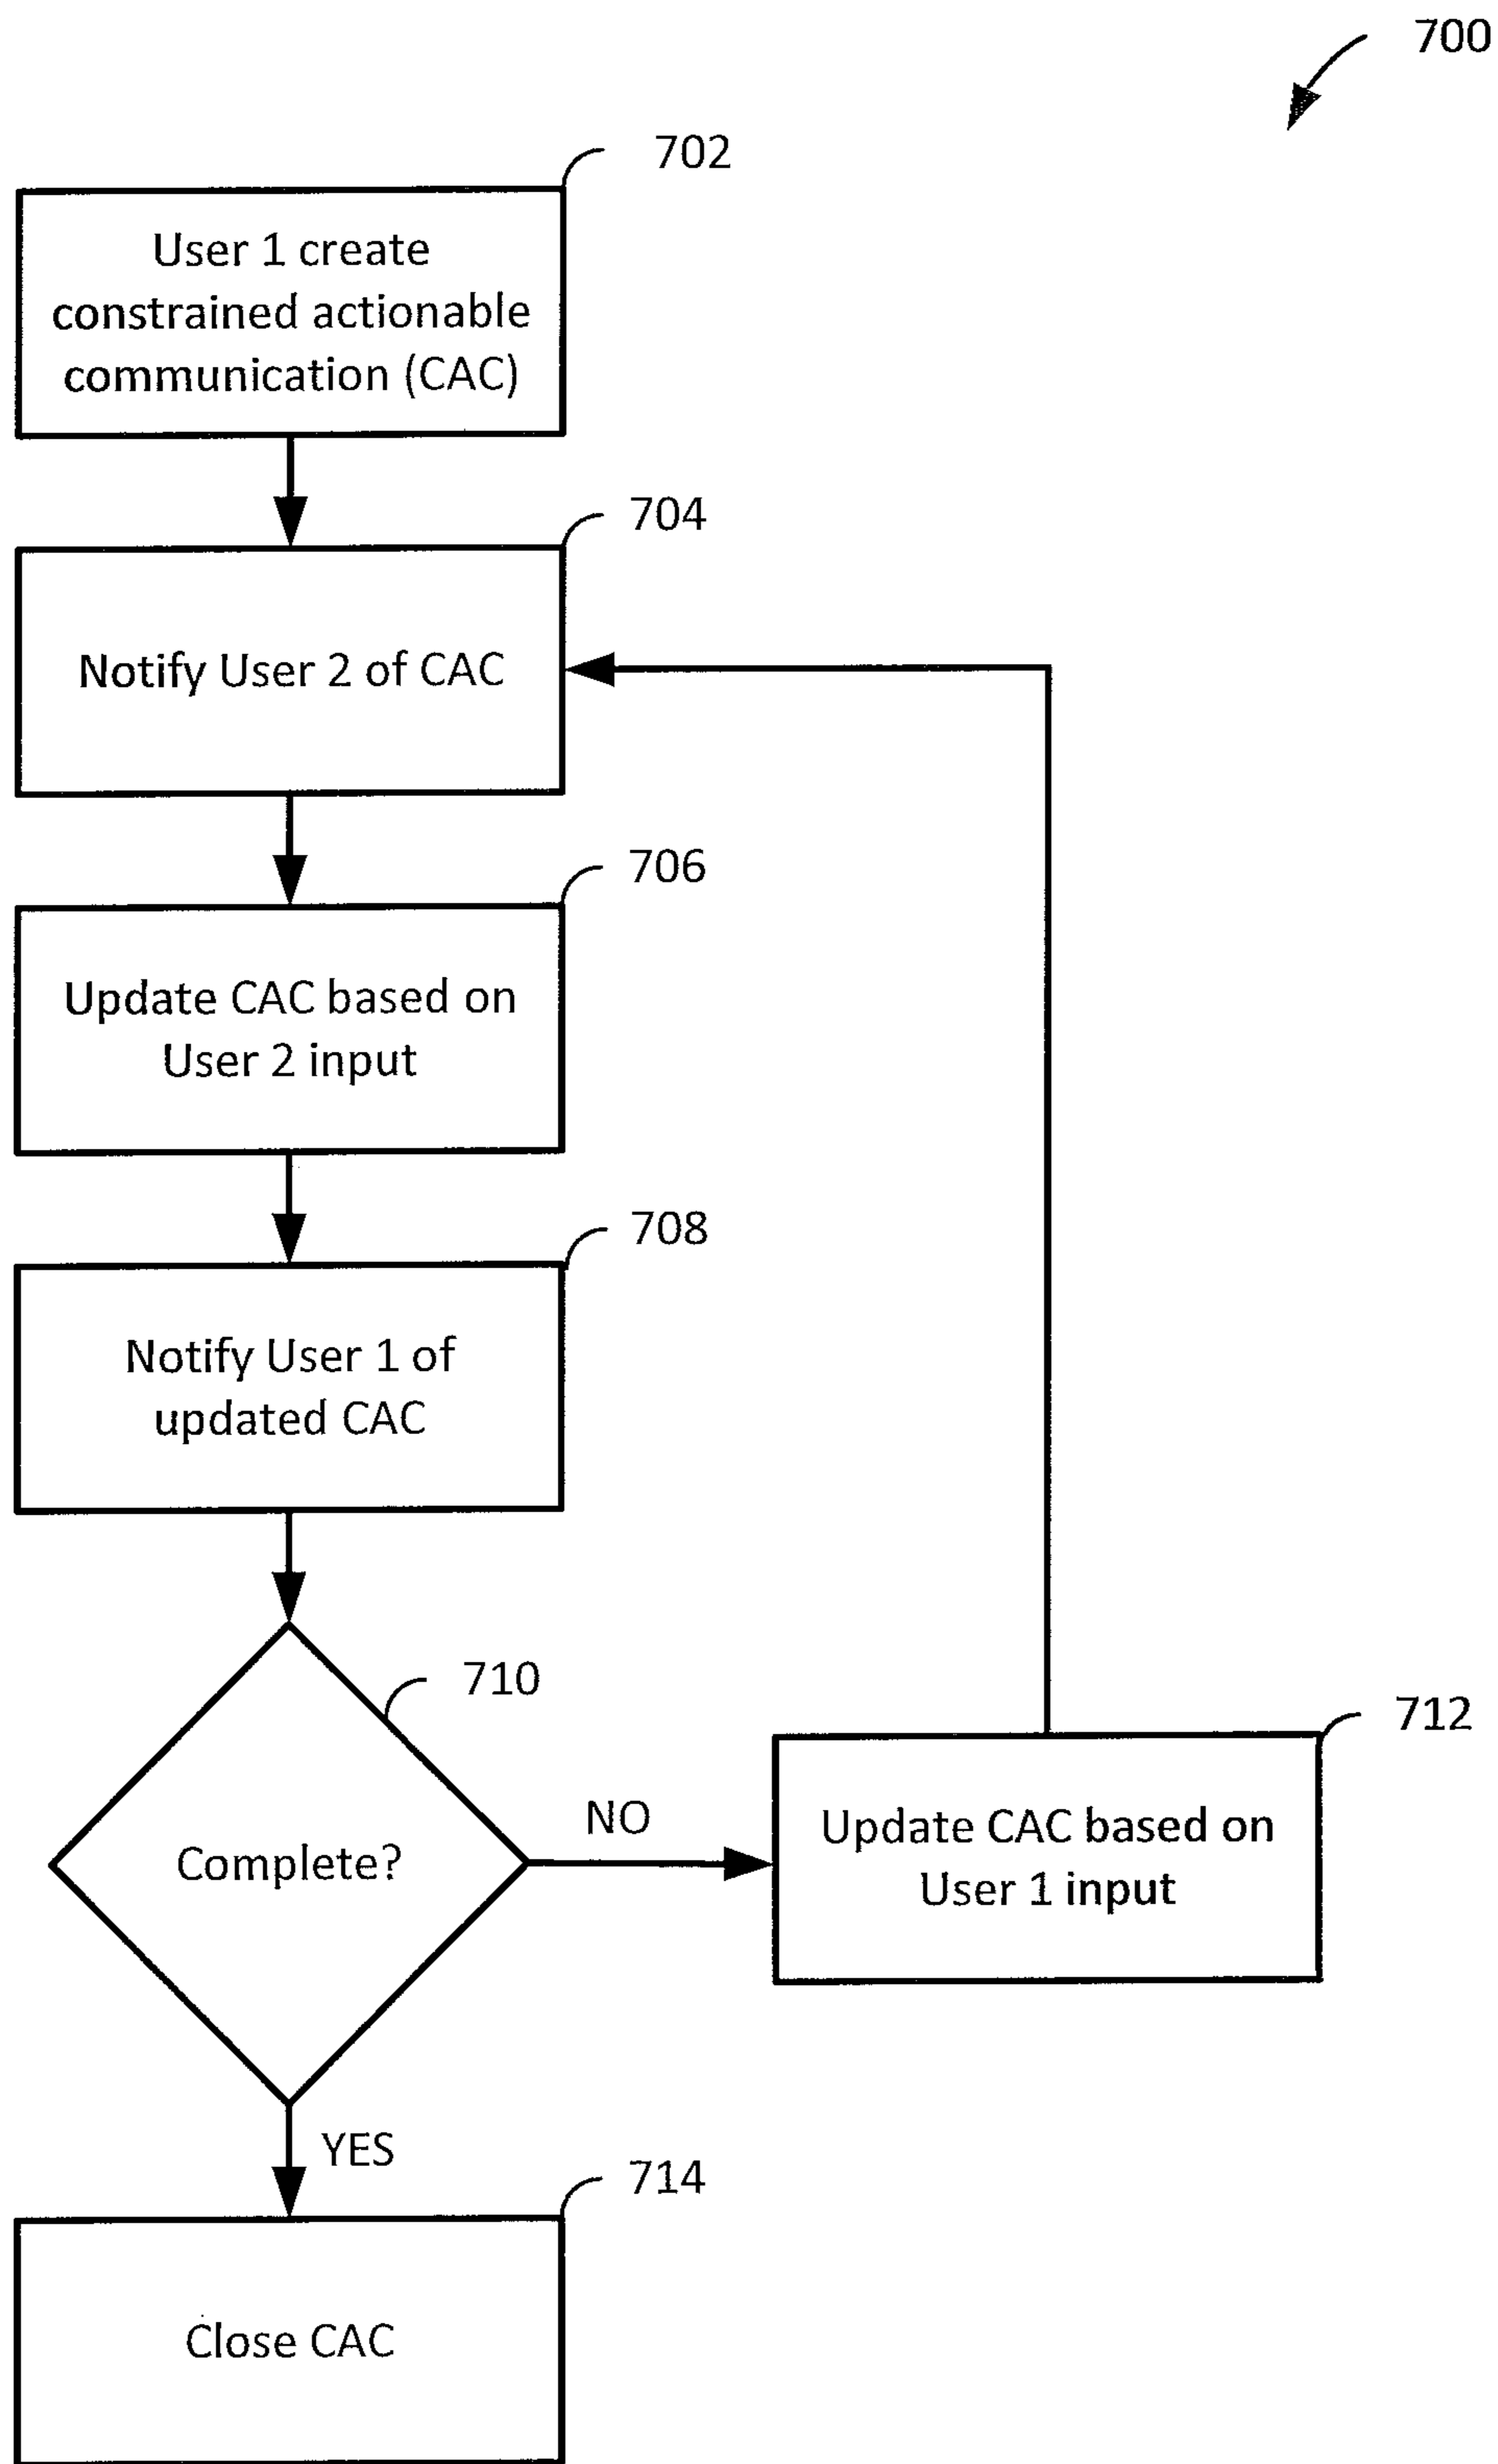 700
702
User 1 create
constrained actionable
communication (CAC)
704
Notify User 2 of CAC
706
Update CAC based on
User 2 input
708
Notify User 1 of
updated CAC
710
Complete?
NO
712
Update CAC based on
User 1 input
YES
714
Close CAC